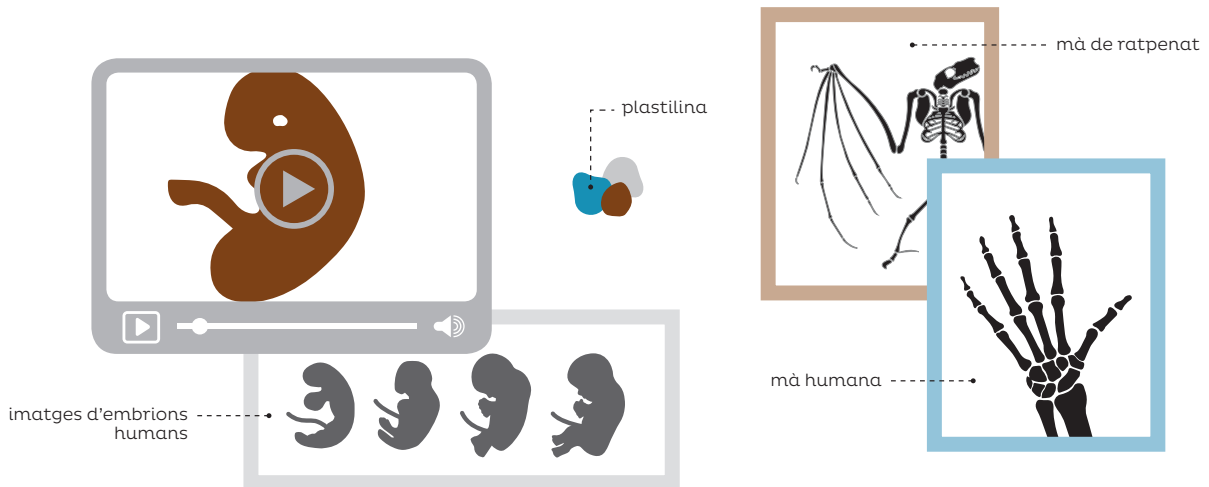 mà de ratpenat
plastilina
mà humana
imatges d'embrions
humans